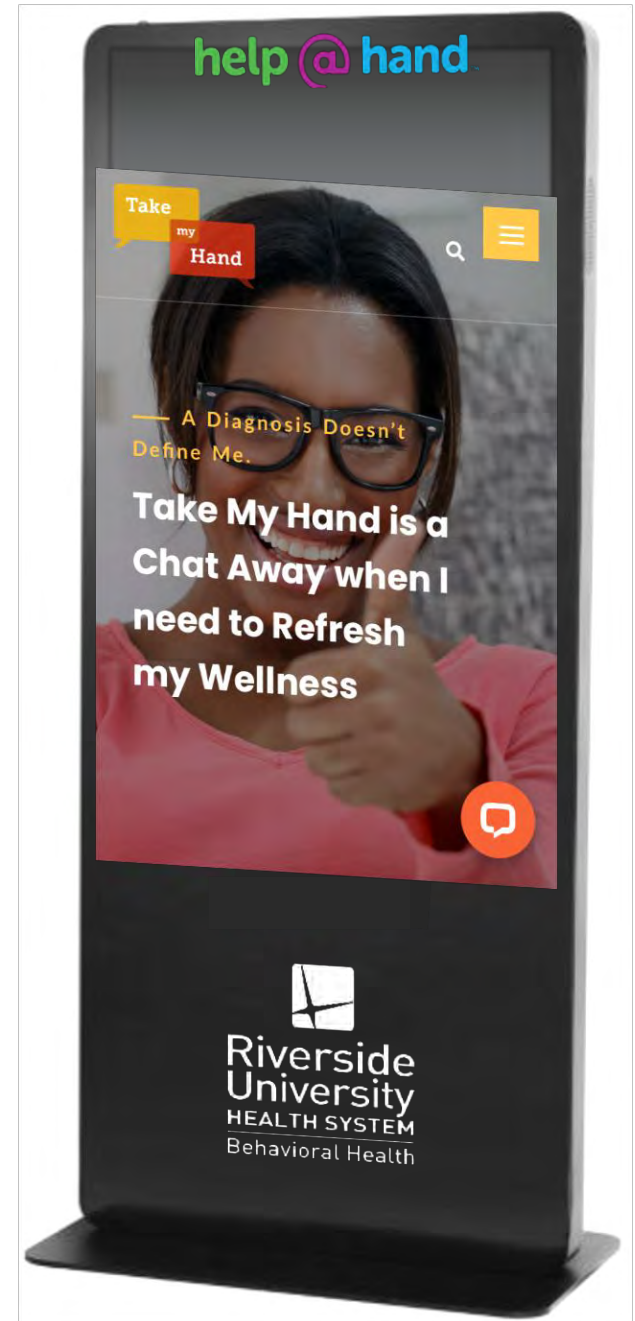 help @ hand
Take
my
Hand
A Diagnosis Doesn't
Define Me.
Take My Hand is a
Chat Away when I
need to Refresh
my Wellness
Riverside
University
HEALTH SYSTEM
Behavioral Health